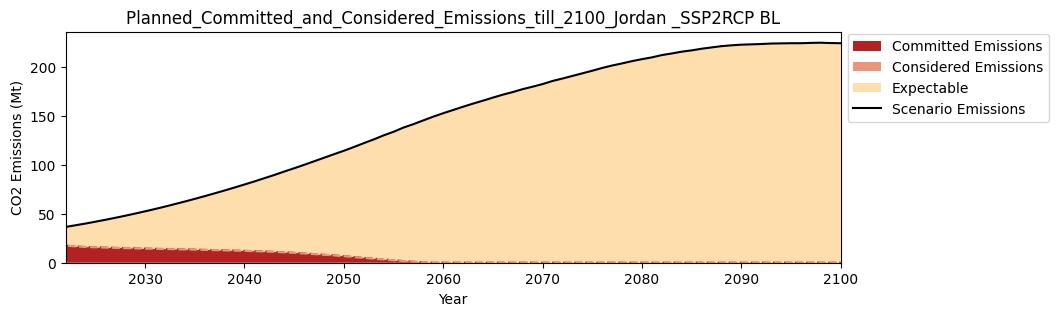 Planned_Committed_and_Considered_Emissions_till_2100_Jordan _SSP2RCP BL
CO2 Emissions (Mt)
200
150
100
50
0
2030 2040 2050 2060 2070 2080 2090 2100
Year
Committed Emissions
Considered Emissions
Expectable
Scenario Emissions